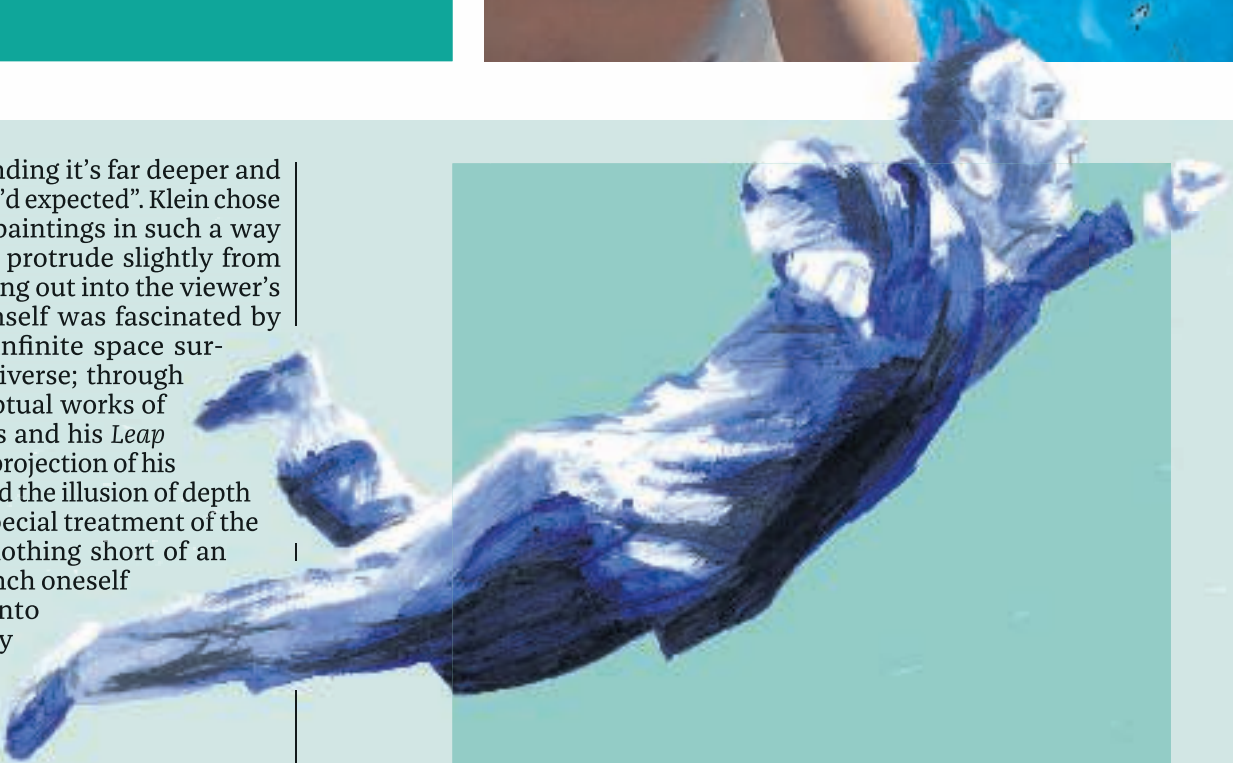 nding it’s far deeper and
’d expected”. Klein chose
paintings in such a way
protrude slightly from
ng out into the viewer’s
nself was fascinated by
nfinite space sur-
iverse; through
ptual works of
s and his Leap
projection of his
d the illusion of depth
pecial treatment of the
nothing short of an
nch oneself
nto
y